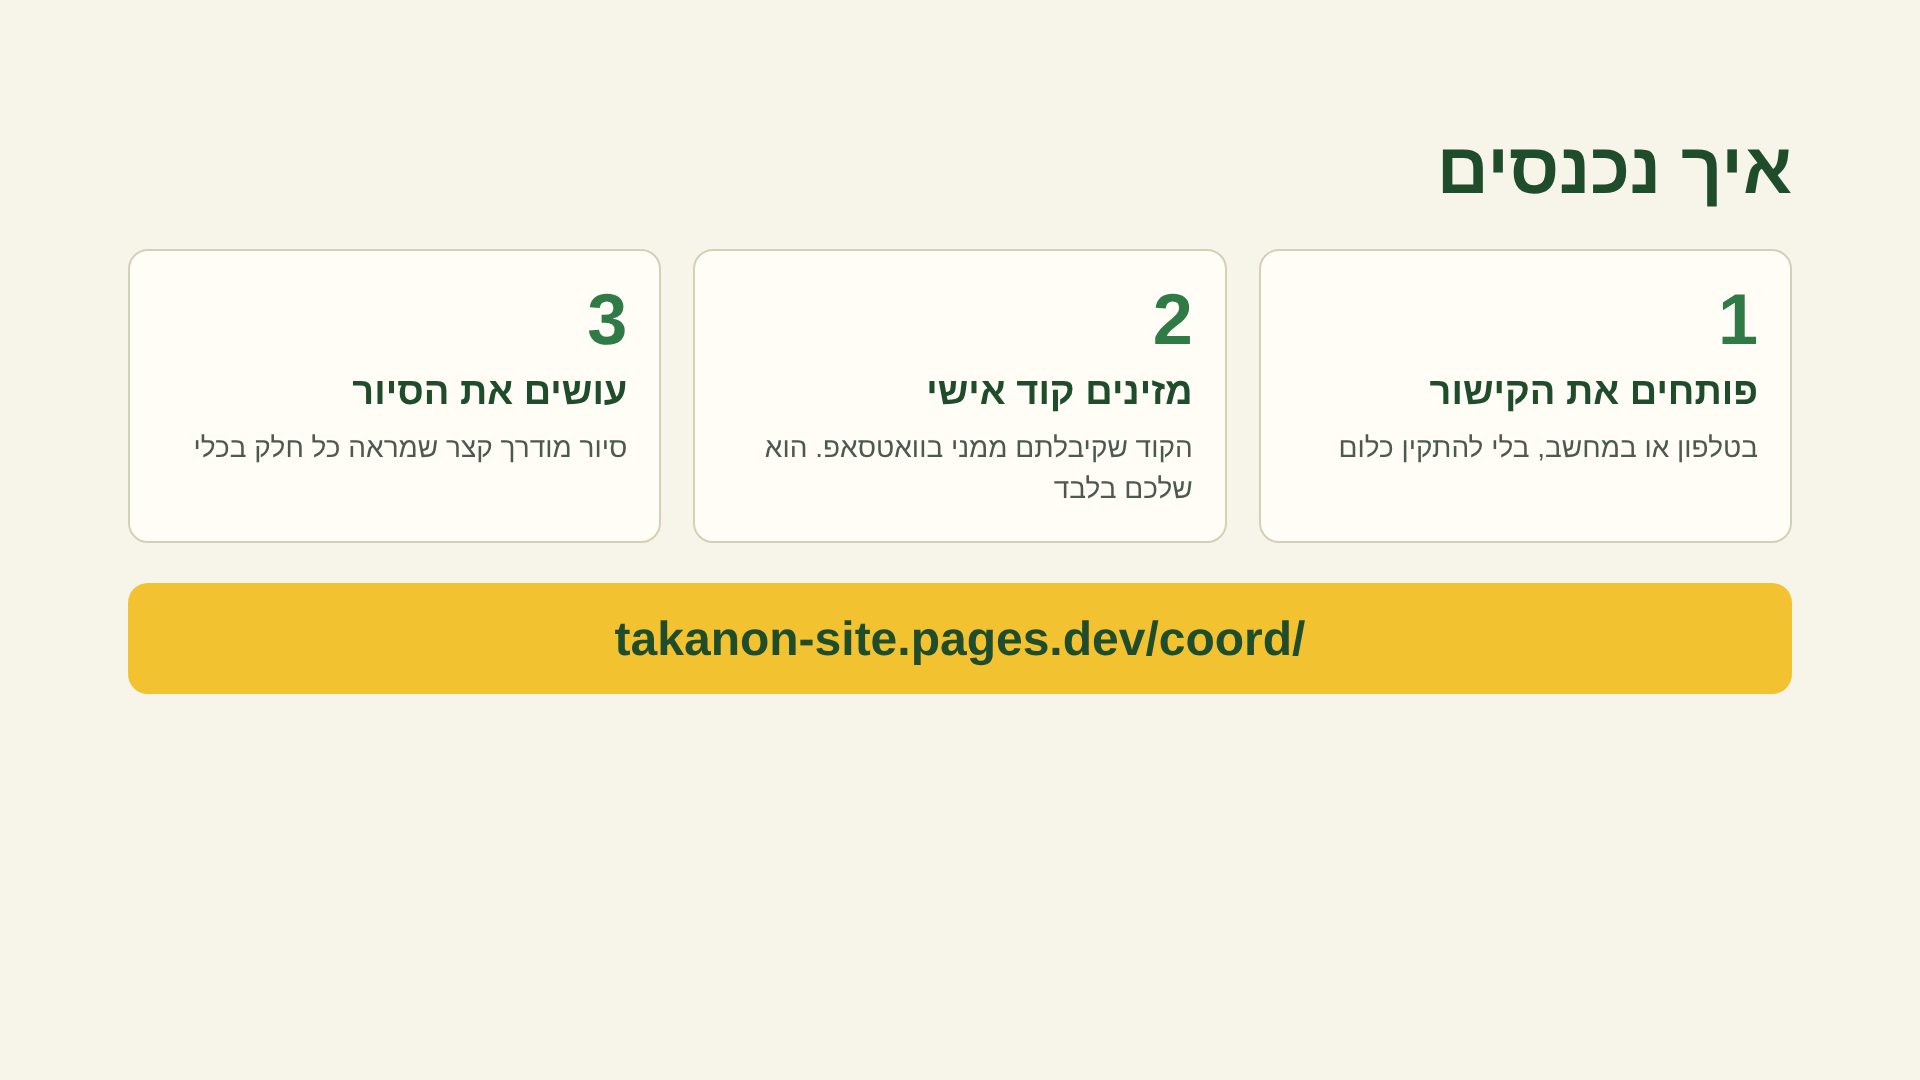 איך נכנסים
1
פותחים את הקישור
בטלפון או במחשב, בלי להתקין כלום
2
מזינים קוד אישי
הקוד שקיבלתם ממני בוואטסאפ. הוא
שלכם בלבד
3
עושים את הסיור
סיור מודרך קצר שמראה כל חלק בכלי
takanon-site.pages.dev/coord/